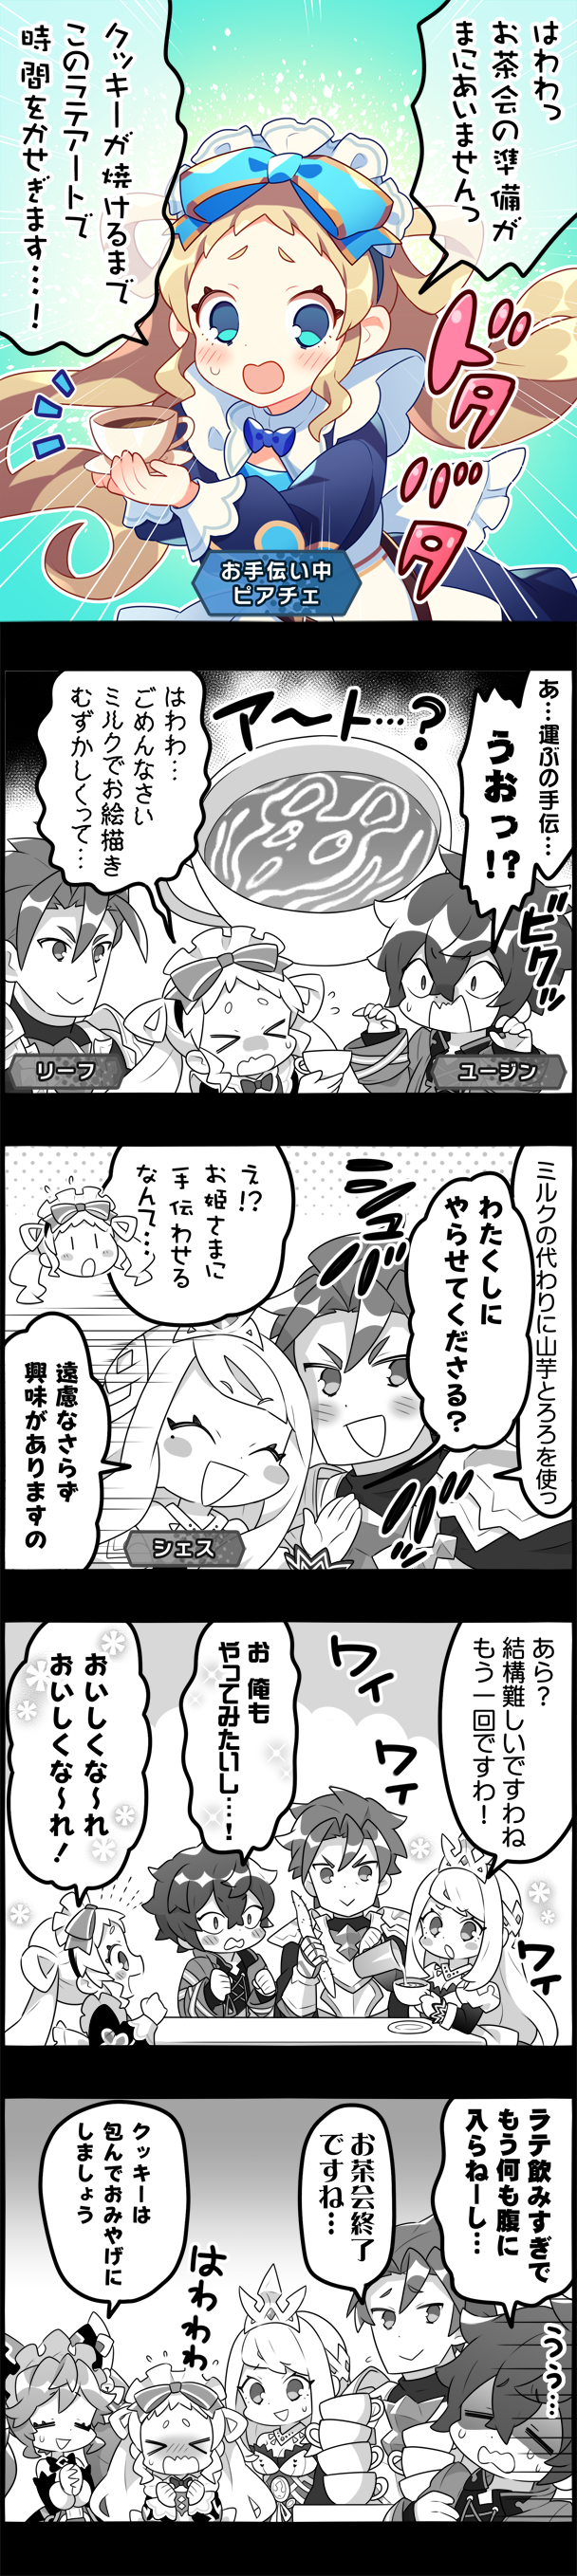 はわわっ
お茶会の準備が
まにあいませんっ
クッキーが焼けるまで
このラテアートで
時間をかせぎます…!
ドタ
バタ
お手伝い中
ピアチェ
あ…運ぶの手伝…
うおっ!?
ア〜ト…?
はわわ…
ごめんなさい
ミルクでお絵描き
むずかしくって…
ビクッ
リーフ
ユージン
ミルクの代わりに山芋とろろを使っ
わたくしに
やらせてくださる?
シュバ
え!?
お姫さまに
手伝わせる
なんて…
遠慮なさらず
興味がありますの
シェス
あら?
結構難しいですわね
もう一回ですわ!
ワイ
ワイ
ワイ
お 俺も
やってみたいし…!
おいしくな〜れ
おいしくな〜れ!
ラテ飲みすぎで
もう何も腹に
入らねーし…
うう…
お茶会終了
ですね…
はわわわ
クッキーは
包んでおみやげに
しましょう